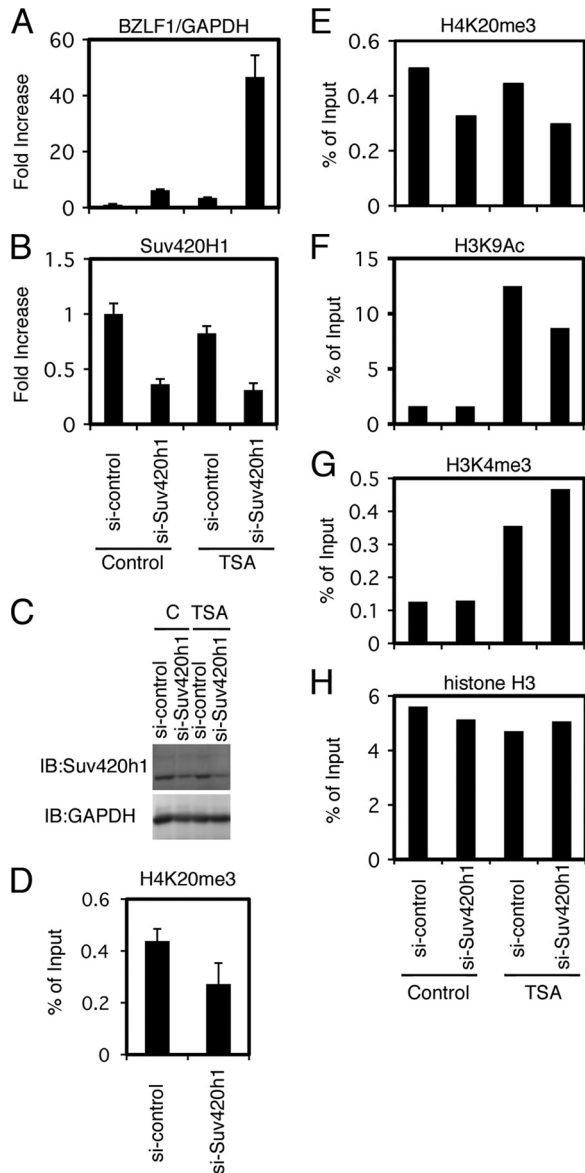 A
BZLF1/GAPDH
Fold Increase
60
40
20
0
B
Suv420H1
Fold Increase
1.5
1
0.5
0
si-control
si-Suv420h1
si-control
si-Suv420h1
Control
TSA
C
C TSA
si-control
si-Suv420h1
si-control
si-Suv420h1
IB:Suv420h1
IB:GAPDH
D
H4K20me3
% of Input
0.6
0.4
0.2
0
si-control
si-Suv420h1
E
H4K20me3
% of Input
0.6
0.4
0.2
0
F
H3K9Ac
% of Input
15
10
5
0
G
H3K4me3
% of Input
0.5
0.4
0.3
0.2
0.1
0
H
histone H3
% of Input
6
4
2
0
si-control
si-Suv420h1
si-control
si-Suv420h1
Control
TSA